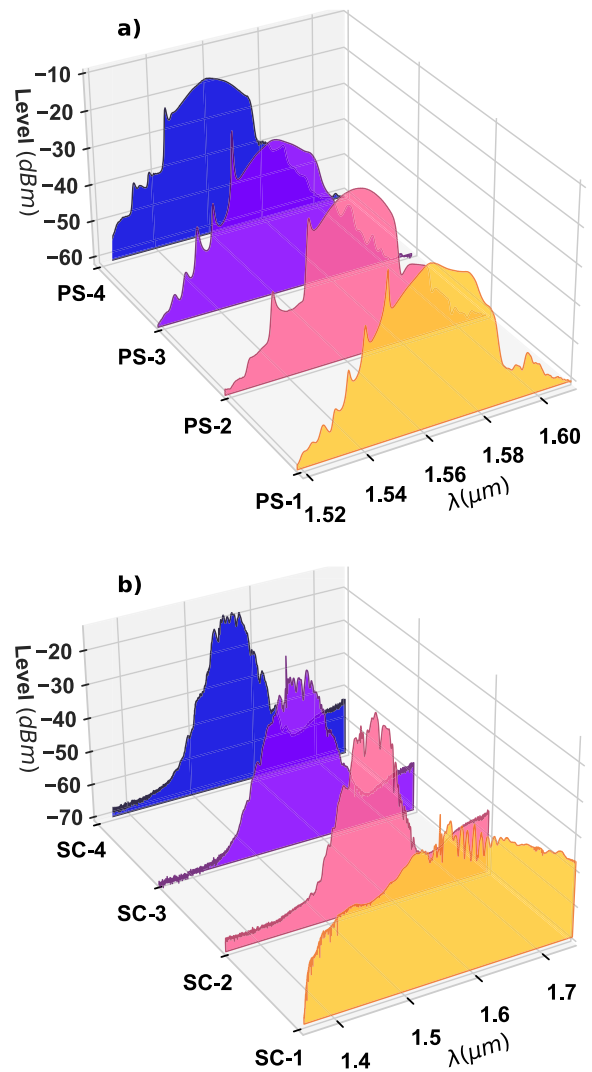 a)
−10
−20
−30
−40
−50
−60
Level (dBm)
PS-4
PS-3
PS-2
PS-1
1.52
1.54
1.56
1.58
1.60
λ(μm)
b)
−20
−30
−40
−50
−60
−70
Level (dBm)
SC-4
SC-3
SC-2
SC-1
1.4
1.5
1.6
1.7
λ(μm)